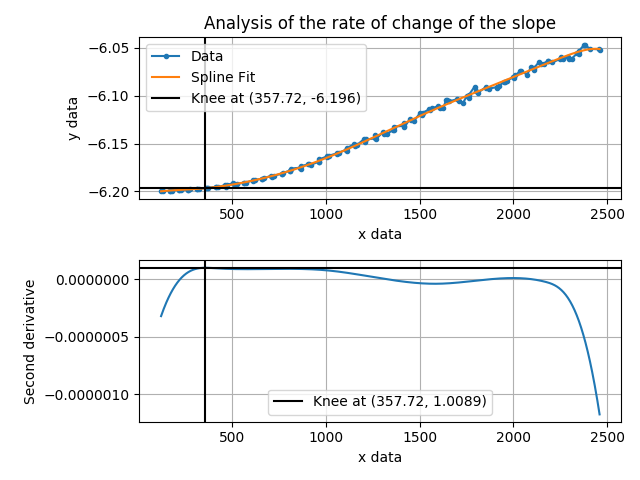 Analysis of the rate of change of the slope
−6.05
−6.10
−6.15
−6.20
y data
Data
Spline Fit
Knee at (357.72, -6.196)
500
1000
1500
2000
2500
x data
0.0000000
−0.0000005
−0.0000010
Second derivative
Knee at (357.72, 1.0089)
500
1000
1500
2000
2500
x data